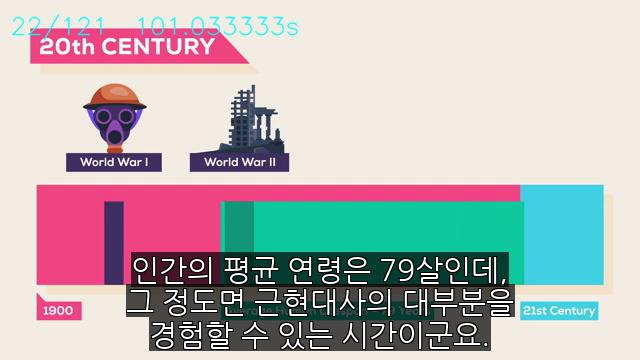 22/121 101.033333s
20th CENTURY
World War I
World War II
인간의 평균 연령은 79살인데,
그 정도면 근현대사의 대부분을
경험할 수 있는 시간이군요.
1900
21st Century